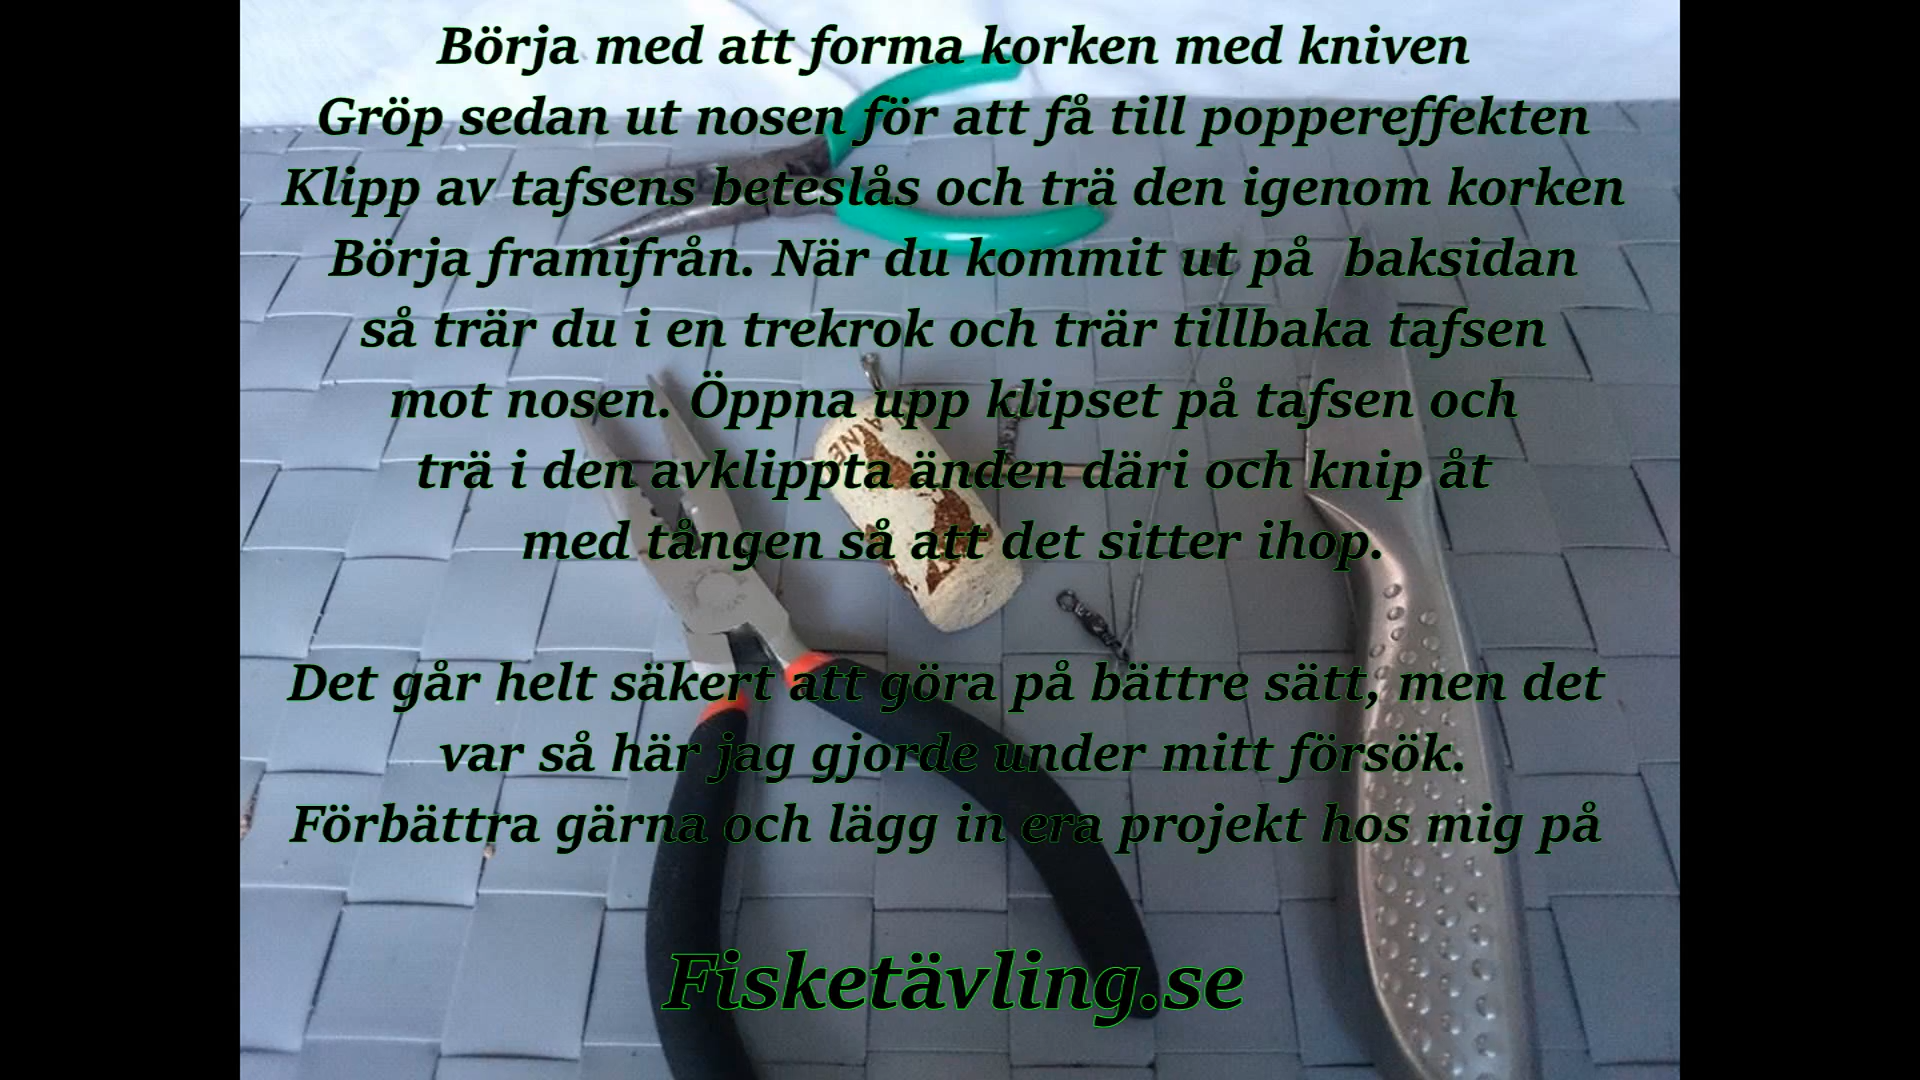 Börja med att forma korken med kniven
Gröp sedan ut nosen för att få till poppereffekten
Klipp av tafsens beteslås och trä den igenom korken
Börja framifrån. När du kommit ut på baksidan
så trär du i en trekrok och trär tillbaka tafsen
mot nosen. Öppna upp klipset på tafsen och
trä i den avklippta änden däri och knip åt
med tången så att det sitter ihop.
Det går helt säkert att göra på bättre sätt, men det
var så här jag gjorde under mitt försök.
Förbättra gärna och lägg in era projekt hos mig på
Fisketävling.se